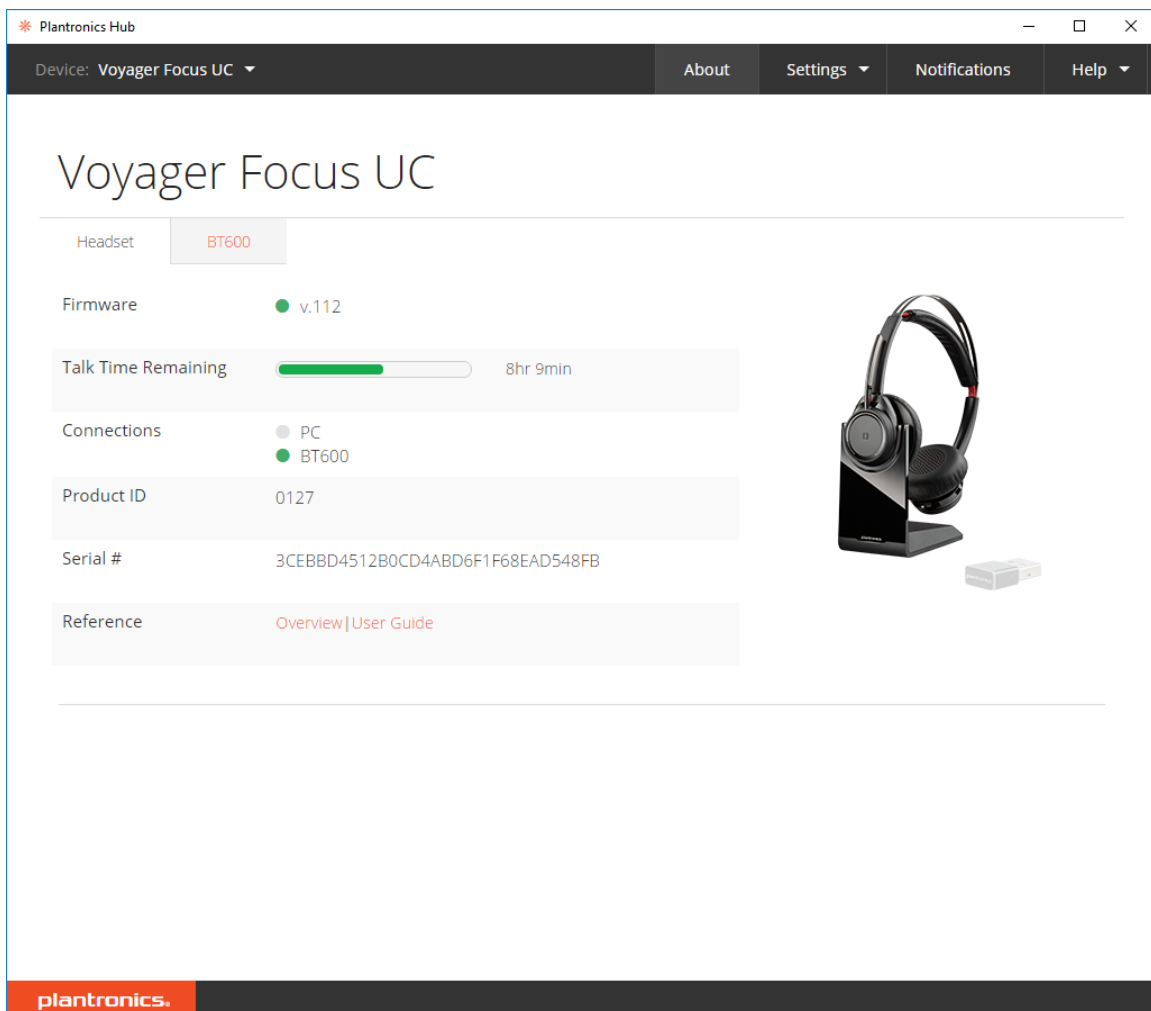 Plantronics Hub
Device: Voyager Focus UC
About
Settings
Notifications
Help
Voyager Focus UC
Headset
BT600
Firmware
v.112
Talk Time Remaining
8hr 9min
Connections
PC
BT600
Product ID
0127
Serial #
3CEBBD4512B0CD4ABD6F1F68EAD548FB
Reference
Overview|User Guide
plantronics
plantronics.